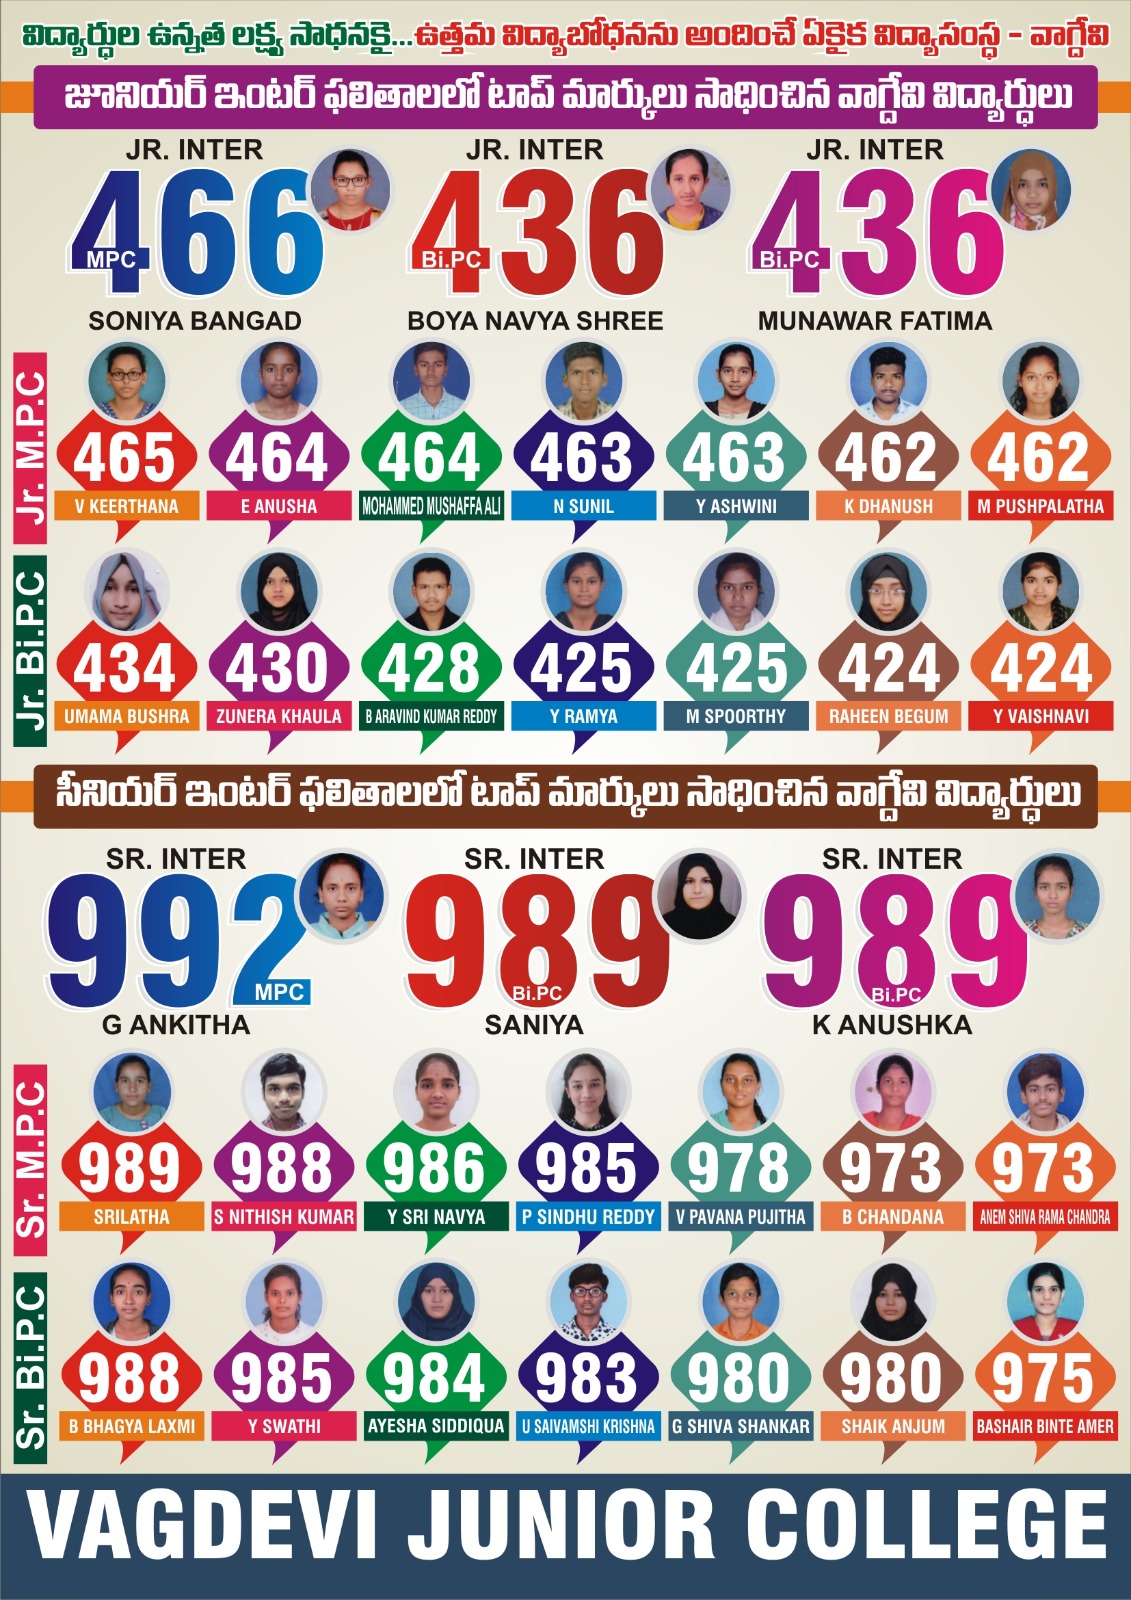 విద్యార్ధుల ఉన్నత లక్ష్య సాధనకై...ఉత్తమ విద్యాబోధనను అందించే ఏకైక విద్యాసంస్ధ - వాగ్దేవి
జూనియర్ ఇంటర్ ఫలితాలలో టాప్ మార్కులు సాధించిన వాగ్దేవి విద్యార్ధులు
JR. INTER JR. INTER JR. INTER
466 436 436
MPC Bi.PC Bi.PC
SONIYA BANGAD BOYA NAVYA SHREE MUNAWAR FATIMA
Jr. M.P.C
465 464 464 463 463 462 462
V KEERTHANA E ANUSHA MOHAMMED MUSHAFFA ALI N SUNIL Y ASHWINI K DHANUSH M PUSHPALATHA
Jr. Bi.P.C
434 430 428 425 425 424 424
UMAMA BUSHRA ZUNERA KHAULA B ARAVIND KUMAR REDDY Y RAMYA M SPOORTHY RAHEEN BEGUM Y VAISHNAVI
సీనియర్ ఇంటర్ ఫలితాలలో టాప్ మార్కులు సాధించిన వాగ్దేవి విద్యార్ధులు
SR. INTER SR. INTER SR. INTER
992 989 989
MPC Bi.PC Bi.PC
G ANKITHA SANIYA K ANUSHKA
Sr. M.P.C
989 988 986 985 978 973 973
SRILATHA S NITHISH KUMAR Y SRI NAVYA P SINDHU REDDY V PAVANA PUJITHA B CHANDANA ANEM SHIVA RAMA CHANDRA
Sr. Bi.P.C
988 985 984 983 980 980 975
B BHAGYA LAXMI Y SWATHI AYESHA SIDDIQUA U SAIVAMSHI KRISHNA G SHIVA SHANKAR SHAIK ANJUM BASHAIR BINTE AMER
VAGDEVI JUNIOR COLLEGE